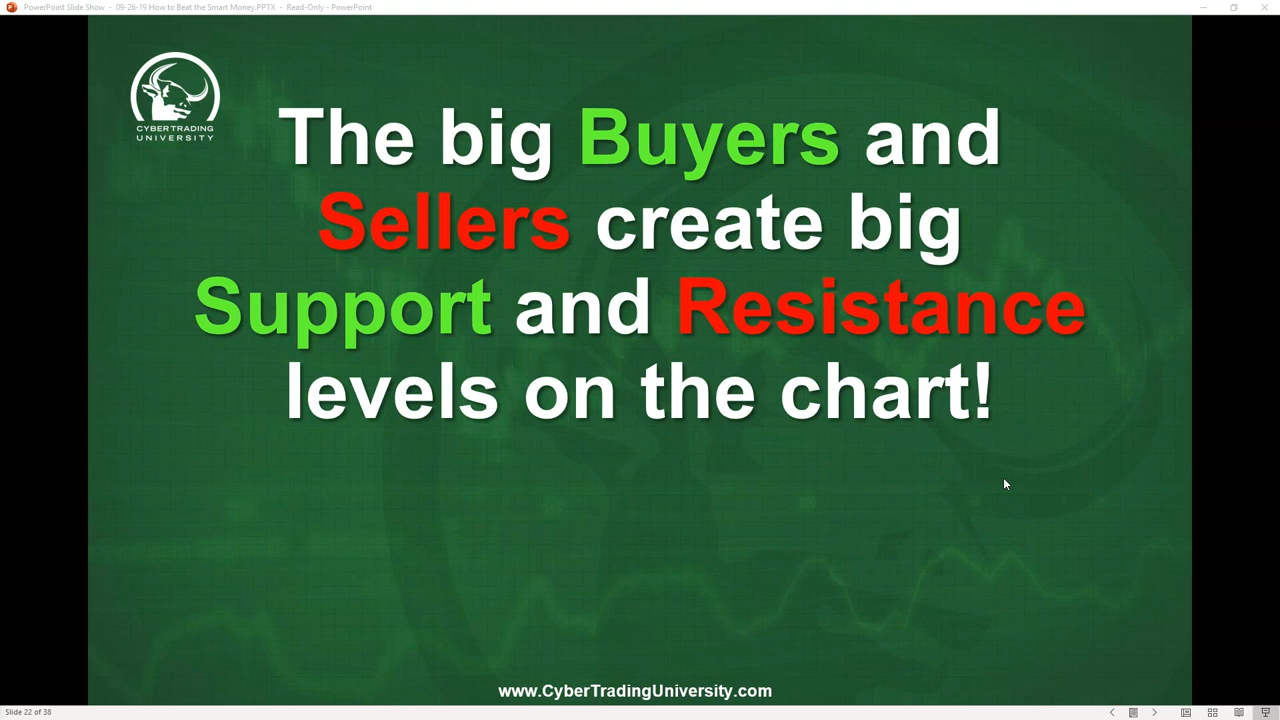 PowerPoint Slide Show - 09-26-19 How to Beat the Smart Money.PPTX - Read-Only - PowerPoint
CYBER TRADING
UNIVERSITY
The big Buyers and
Sellers create big
Support and Resistance
levels on the chart!
www.CyberTradingUniversity.com
Slide 22 of 38